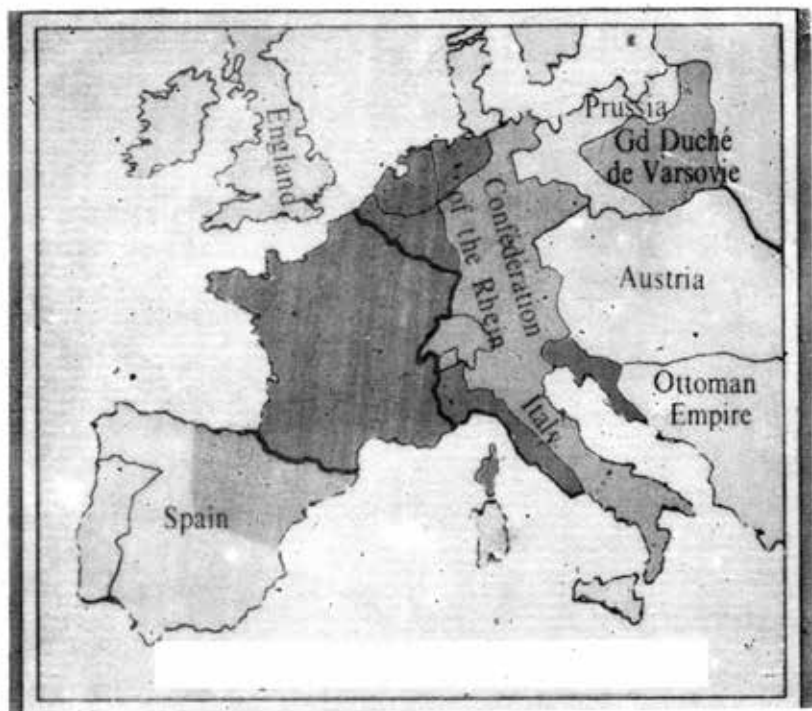 England
Prussia
Gd Duché
de Varsovie
Confédération
of the Rhein
Austria
Ottoman
Empire
Italy
Spain